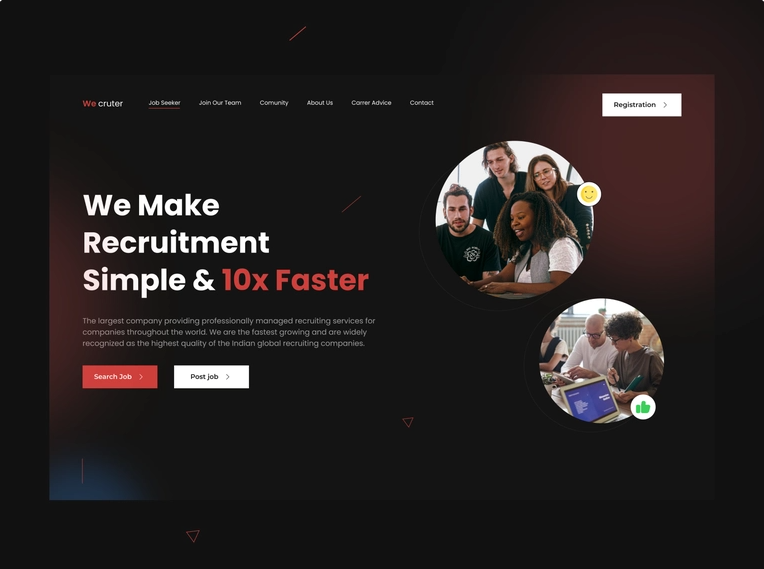 We cruter
Job Seeker
Join Our Team
Comunity
About Us
Carrer Advice
Contact
Registration
We Make
Recruitment
Simple & 10x Faster
The largest company providing professionally managed recruiting services for
companies throughout the world. We are the fastest growing and are widely
recognized as the highest quality of the Indian global recruiting companies.
Search Job
Post job